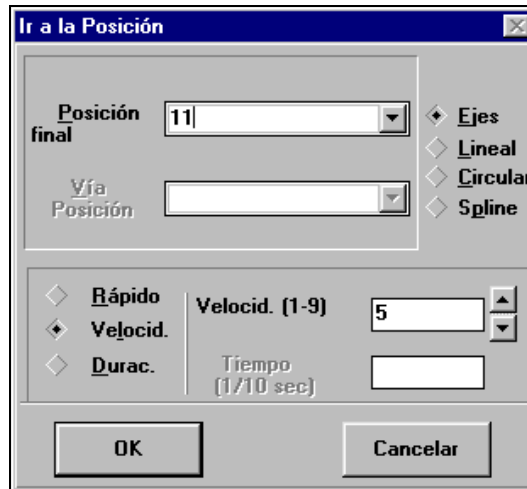 Ir a la Posición
Posición
final
11
Ejes
Lineal
Circular
Spline
Vía
Posición
Rápido
Velocid.
Durac.
Velocid. (1-9)
5
Tiempo
(1/10 sec)
OK
Cancelar